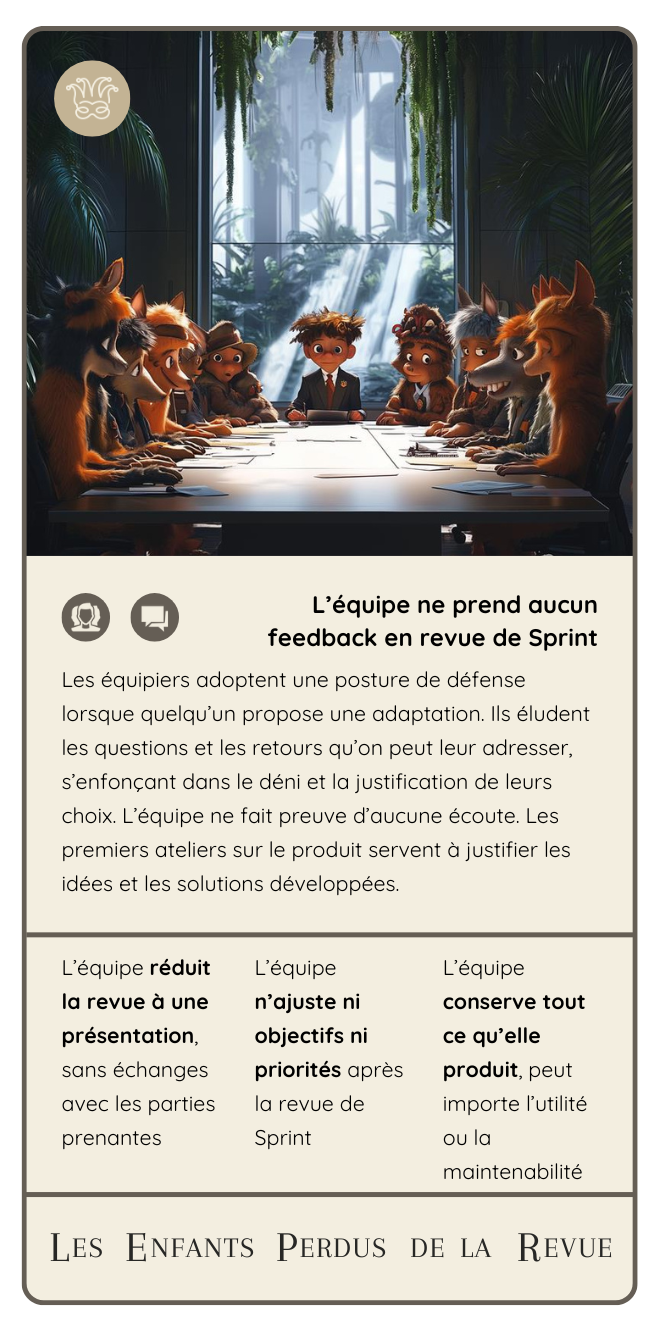 L’équipe ne prend aucun
feedback en revue de Sprint
Les équipiers adoptent une posture de défense
lorsque quelqu’un propose une adaptation. Ils éludent
les questions et les retours qu’on peut leur adresser,
s’enfonçant dans le déni et la justification de leurs
choix. L’équipe ne fait preuve d’aucune écoute. Les
premiers ateliers sur le produit servent à justifier les
idées et les solutions développées.
L’équipe réduit
la revue à une
présentation,
sans échanges
avec les parties
prenantes
L’équipe
n’ajuste ni
objectifs ni
priorités après
la revue de
Sprint
L’équipe
conserve tout
ce qu’elle
produit, peut
importe l’utilité
ou la
maintenabilité
Les Enfants Perdus de la Revue